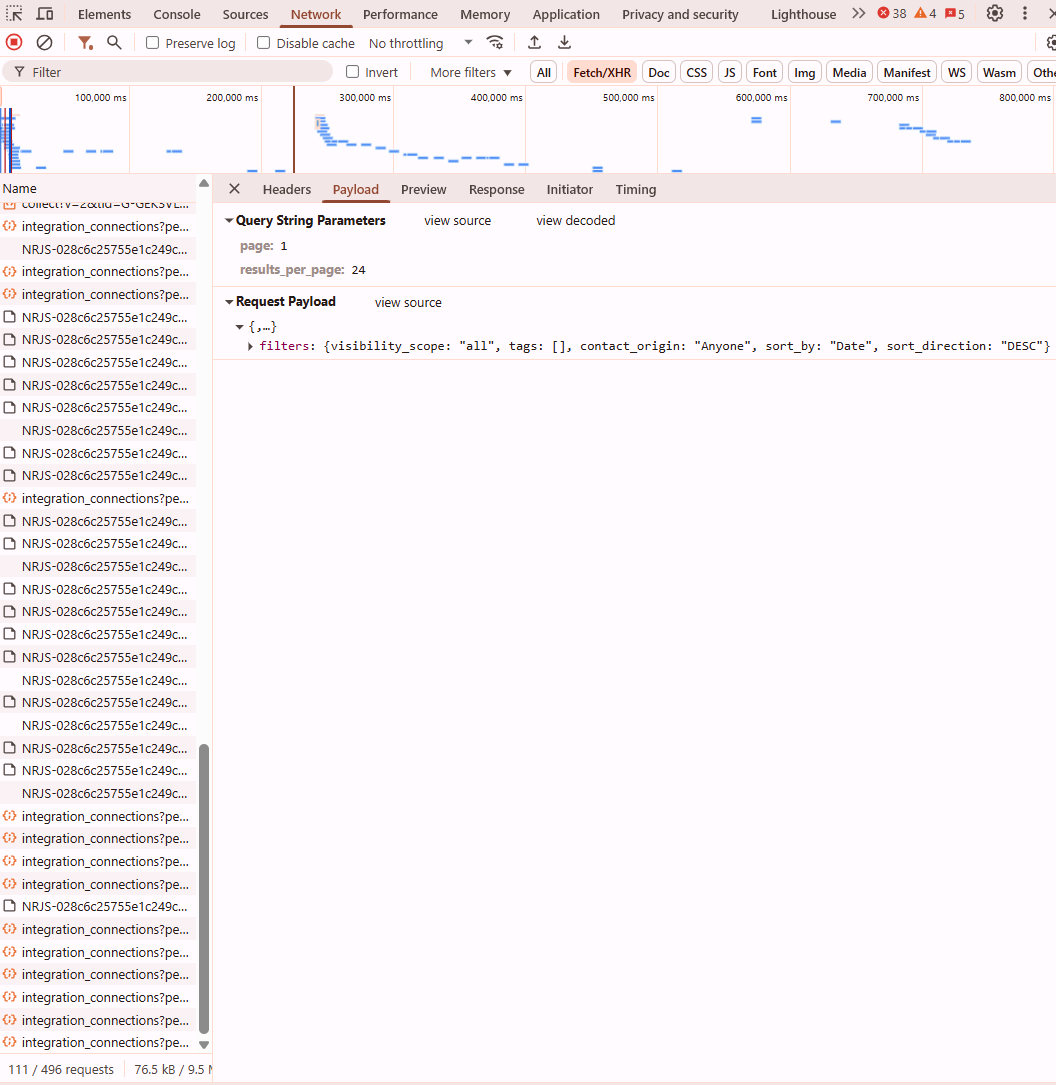 Elements Console Sources Network Performance Memory Application Privacy and security Lighthouse 38 4 5
Preserve log Disable cache No throttling
Filter Invert More filters All Fetch/XHR Doc CSS JS Font Img Media Manifest WS Wasm Othe
100,000 ms 200,000 ms 300,000 ms 400,000 ms 500,000 ms 600,000 ms 700,000 ms 800,000 ms
Name
Headers Payload Preview Response Initiator Timing
Query String Parameters view source view decoded
page: 1
results_per_page: 24
Request Payload view source
{,…}
filters: {visibility_scope: "all", tags: [], contact_origin: "Anyone", sort_by: "Date", sort_direction: "DESC"}
integration_connections?pe...
NRJS-028c6c25755e1c249c...
integration_connections?pe...
integration_connections?pe...
NRJS-028c6c25755e1c249c...
NRJS-028c6c25755e1c249c...
NRJS-028c6c25755e1c249c...
NRJS-028c6c25755e1c249c...
NRJS-028c6c25755e1c249c...
NRJS-028c6c25755e1c249c...
NRJS-028c6c25755e1c249c...
NRJS-028c6c25755e1c249c...
integration_connections?pe...
NRJS-028c6c25755e1c249c...
NRJS-028c6c25755e1c249c...
NRJS-028c6c25755e1c249c...
NRJS-028c6c25755e1c249c...
NRJS-028c6c25755e1c249c...
NRJS-028c6c25755e1c249c...
NRJS-028c6c25755e1c249c...
NRJS-028c6c25755e1c249c...
NRJS-028c6c25755e1c249c...
NRJS-028c6c25755e1c249c...
NRJS-028c6c25755e1c249c...
NRJS-028c6c25755e1c249c...
NRJS-028c6c25755e1c249c...
integration_connections?pe...
integration_connections?pe...
integration_connections?pe...
integration_connections?pe...
NRJS-028c6c25755e1c249c...
integration_connections?pe...
integration_connections?pe...
integration_connections?pe...
integration_connections?pe...
integration_connections?pe...
integration_connections?pe...
111 / 496 requests 76.5 kB / 9.5